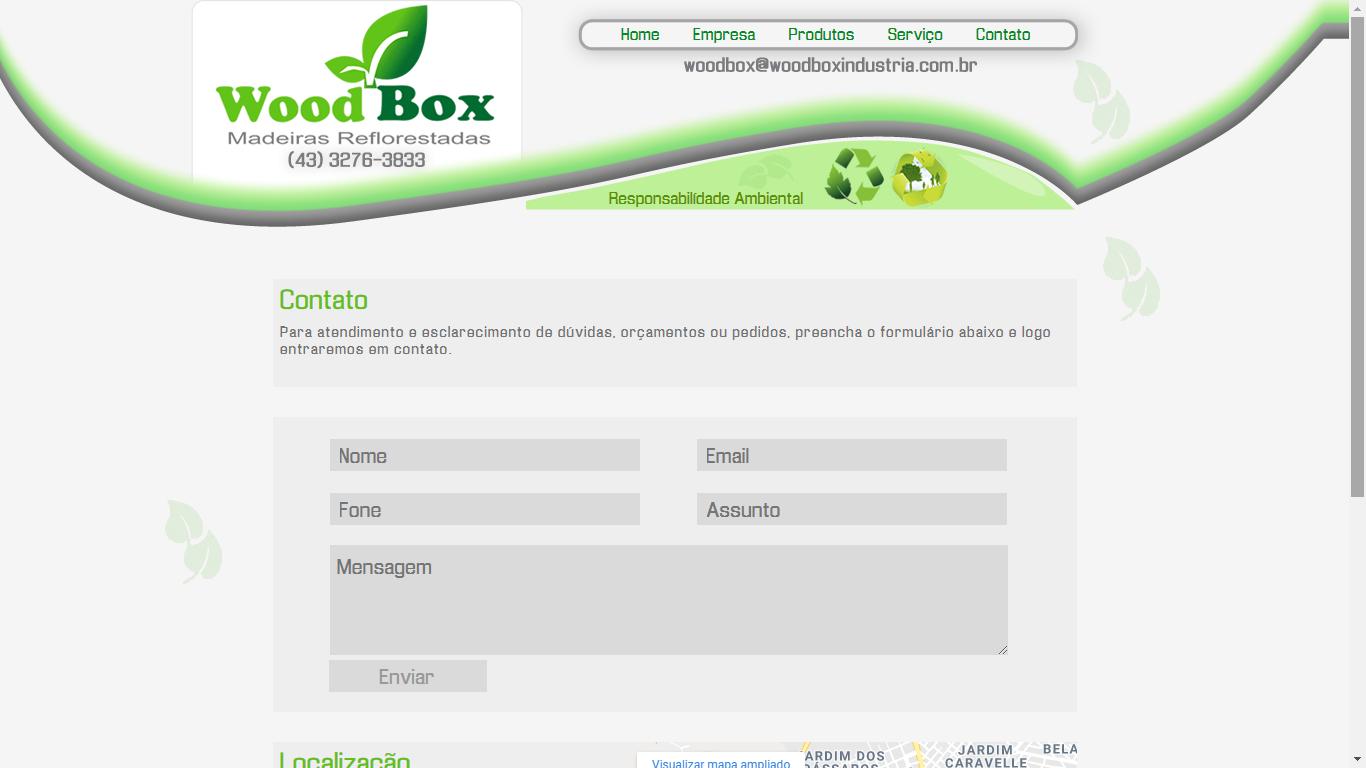 Wood Box
Madeiras Reflorestadas
(43) 3276-3833
Home Empresa Produtos Serviço Contato
woodbox@woodboxindustria.com.br
Responsabilidade Ambiental
Contato
Para atendimento e esclarecimento de dúvidas, orçamentos ou pedidos, preencha o formulário abaixo e logo
entraremos em contato.
Nome
Email
Fone
Assunto
Mensagem
Enviar
Localização
Visualizar mapa ampliado
JARDIM DOS
PÁSSAROS
JARDIM
CARAVELLE
BELA